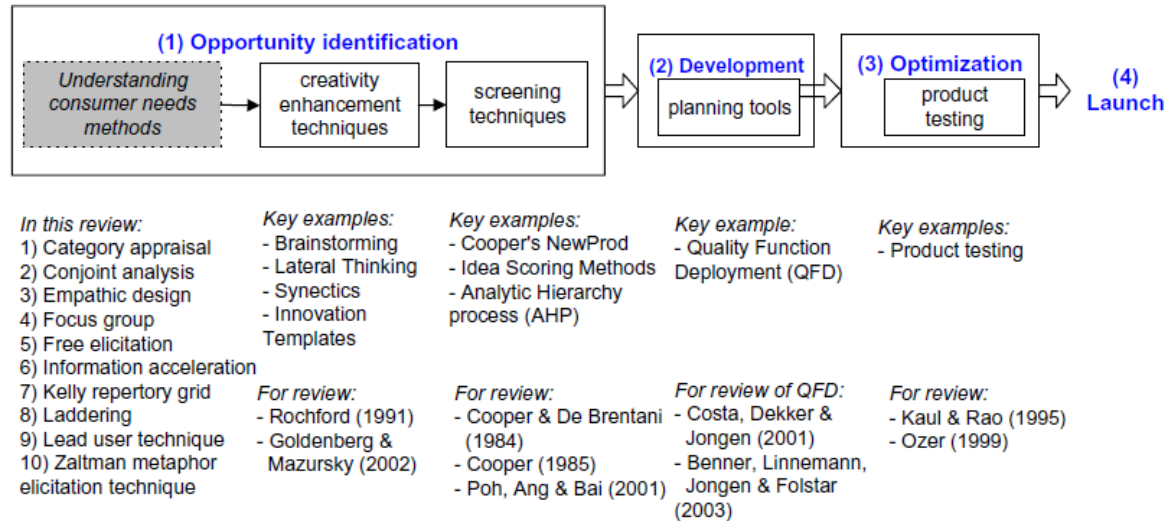 (1) Opportunity identification
Understanding
consumer needs
methods
creativity
enhancement
techniques
screening
techniques
(2) Development
planning tools
(3) Optimization
product
testing
(4)
Launch
In this review:
1) Category appraisal
2) Conjoint analysis
3) Empathic design
4) Focus group
5) Free elicitation
6) Information acceleration
7) Kelly repertory grid
8) Laddering
9) Lead user technique
10) Zaltman metaphor
elicitation technique
Key examples:
- Brainstorming
- Lateral Thinking
- Synectics
- Innovation
Templates
For review:
- Rochford (1991)
- Goldenberg &
Mazursky (2002)
Key examples:
- Cooper's NewProd
- Idea Scoring Methods
- Analytic Hierarchy
process (AHP)
For review:
- Cooper & De Brentani
(1984)
- Cooper (1985)
- Poh, Ang & Bai (2001)
Key example:
- Quality Function
Deployment (QFD)
For review of QFD:
- Costa, Dekker &
Jongen (2001)
- Benner, Linnemann,
Jongen & Folstar
(2003)
Key examples:
- Product testing
For review:
- Kaul & Rao (1995)
- Ozer (1999)